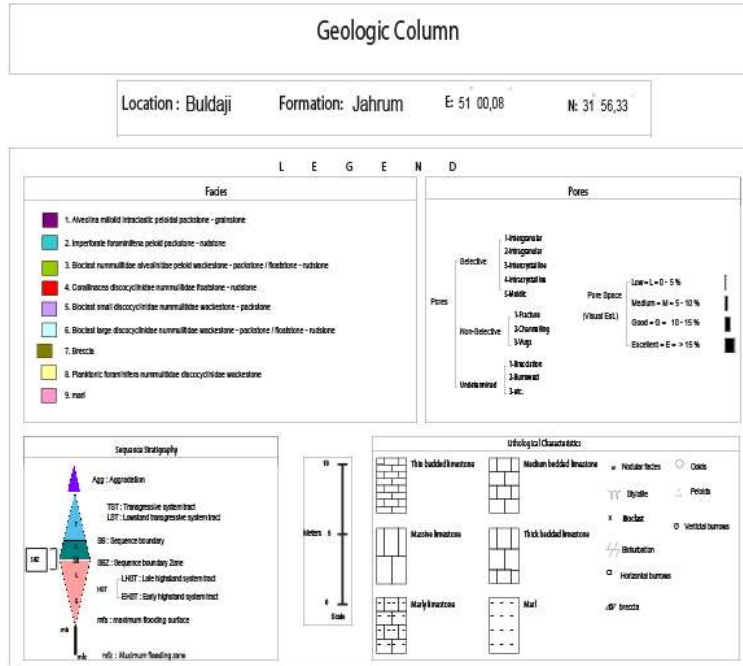 Geologic Column
Location : Buldaji Formation: Jahrum E: 51 00,08 N: 31 56,33
L E G E N D
Facies
1. Alveolina miliolid intraclastic peloidal packstone - grainstone
2. Imperforate foraminifera peloid packstone - rudstone
3. Bioclast nummulitidae alveolinidae peloid wackestone - packstone / floatstone - rudstone
4. Corallinacea discocyclinidae nummulitidae floatstone - rudstone
5. Bioclast small discocyclinidae nummulitidae wackestone - packstone
6. Bioclast large discocyclinidae nummulitidae wackestone - packstone / floatstone - rudstone
7. Breccia
8. Planktonic foraminifera nummulitidae discocyclinidae wackestone
9. marl
Pores
Pores
Selective
1-Intergranular
2-Intragranular
3-Intercrystalline
4-Intracrystalline
5-Moldic
Non-Selective
1-Fracture
2-Channelling
3-Vugs
Undetermined
1-Brecciation
2-Burrowed
3-etc.
Pore Space
(Visual Est.)
Low = L = 0 - 5 %
Medium = M = 5 - 10 %
Good = G = 10 - 15 %
Excellent = E = > 15 %
Sequence Stratigraphy
Agg : Aggradation
TST : Transgressive system tract
LST : Lowstand transgressive system tract
SB : Sequence boundary
SBZ : Sequence boundary Zone
HST
LHST : Late highstand system tract
EHST : Early highstand system tract
mfs : maximum flooding surface
mfz : Maximum flooding zone
T
SB
L
E
SBZ
mfs
mfz
10
Meters 5
0
Scale
Lithological Characteristics
Thin bedded limestone
Medium bedded limestone
Massive limestone
Thick bedded limestone
Marly limestone
Marl
Nodular facies
Stylolite
x Bioclast
Bioturbation
Horizontal burrows
breccia
Ooids
Peloids
Vertical burrows